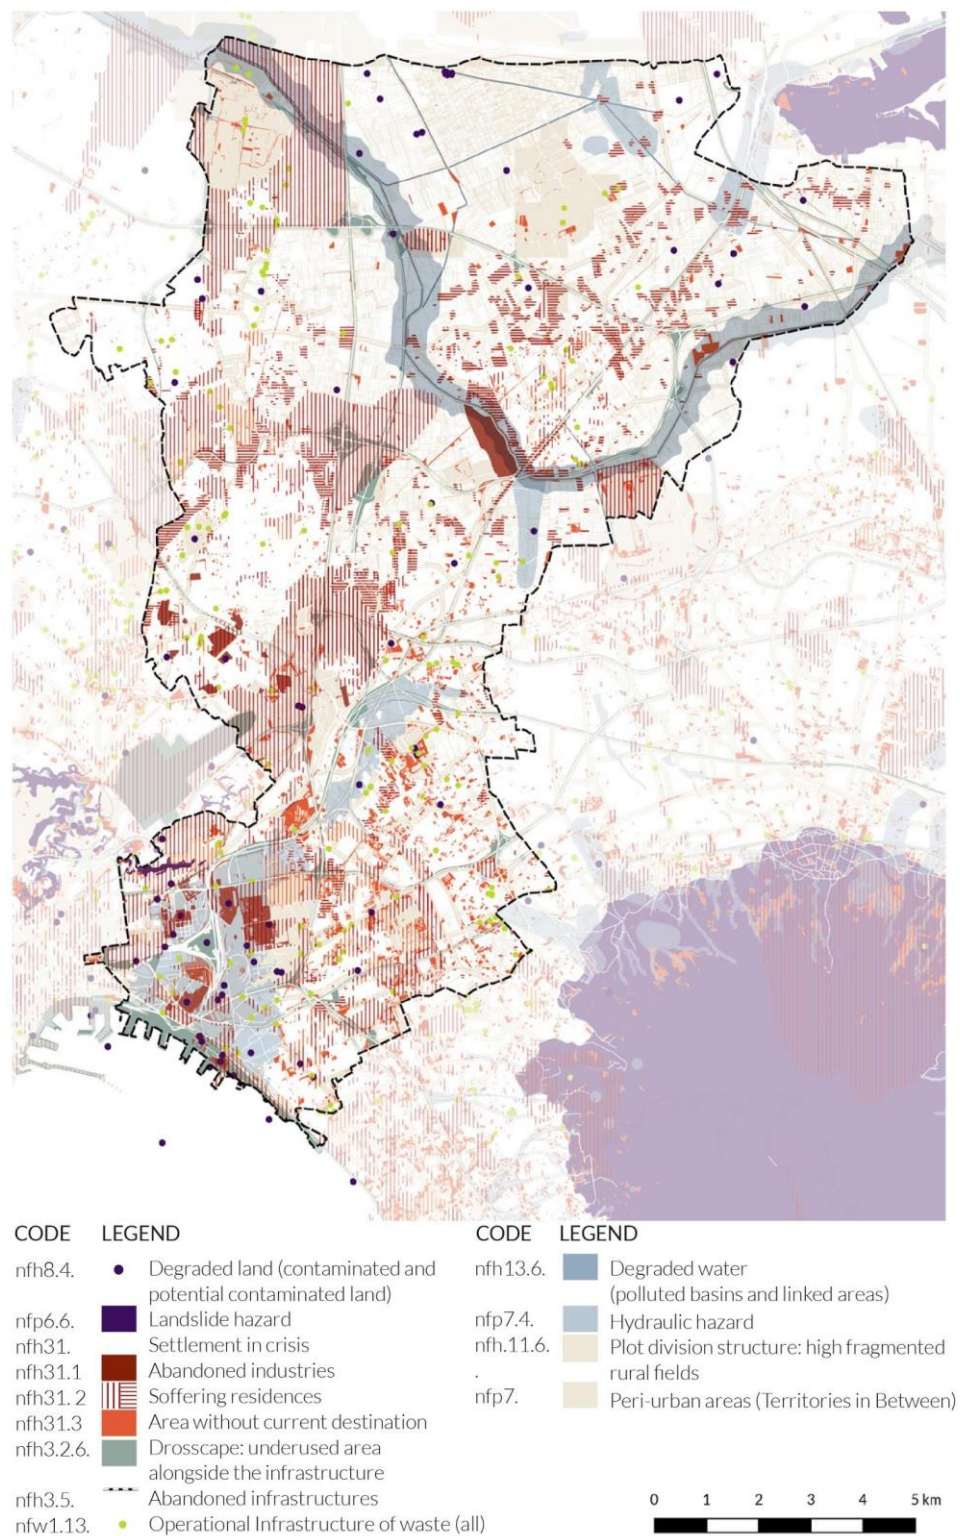 CODE LEGEND
nfh8.4. Degraded land (contaminated and
potential contaminated land)
nfp6.6. Landslide hazard
nfh31. Settlement in crisis
nfh31.1 Abandoned industries
nfh31.2 Soffering residences
nfh31.3 Area without current destination
nfh3.2.6. Drosscape: underused area
alongside the infrastructure
nfh3.5. Abandoned infrastructures
nfw1.13. Operational Infrastructure of waste (all)
CODE LEGEND
nfh13.6. Degraded water
(polluted basins and linked areas)
nfp7.4. Hydraulic hazard
nfh.11.6. Plot division structure: high fragmented
. rural fields
nfp7. Peri-urban areas (Territories in Between)
0 1 2 3 4 5 km